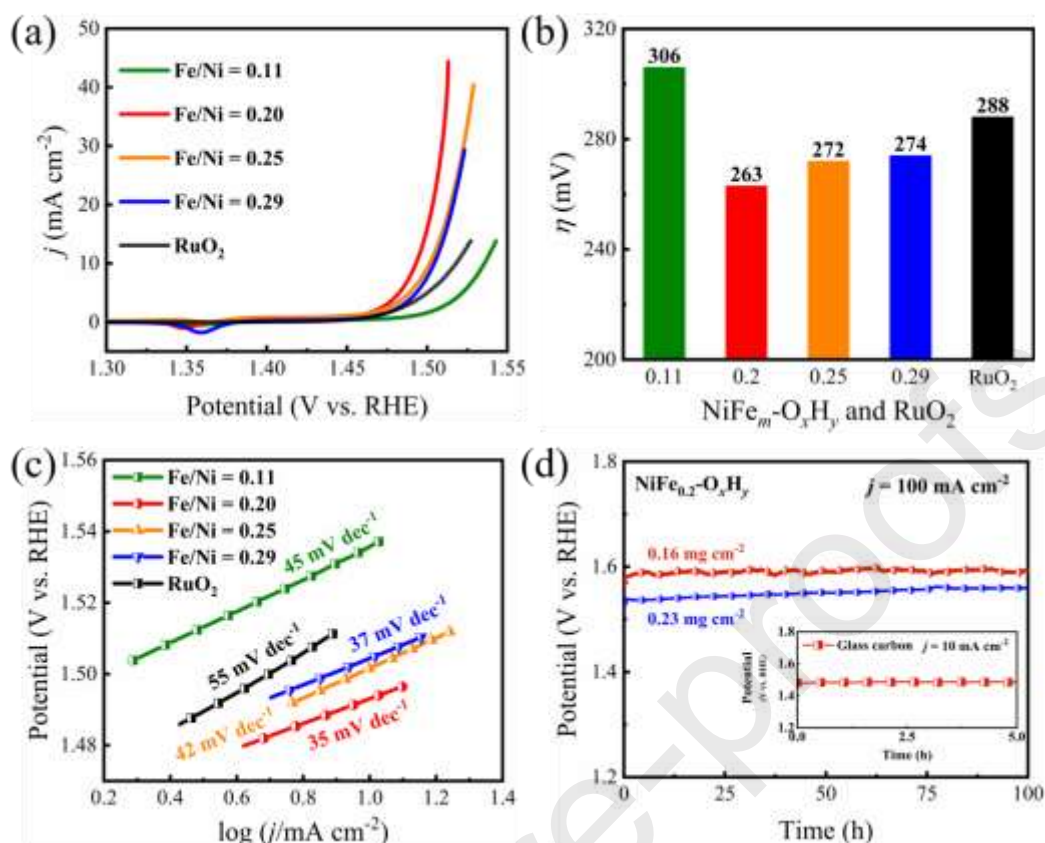 (a)
50
40
30
20
10
0
j (mA cm⁻²)
Fe/Ni = 0.11
Fe/Ni = 0.20
Fe/Ni = 0.25
Fe/Ni = 0.29
RuO₂
1.30 1.35 1.40 1.45 1.50 1.55
Potential (V vs. RHE)
(b)
320
280
240
200
η (mV)
306
263
272
274
288
0.11 0.2 0.25 0.29 RuO₂
NiFeₘ-OₓHᵧ and RuO₂
(c)
1.56
1.54
1.52
1.50
1.48
Potential (V vs. RHE)
Fe/Ni = 0.11
Fe/Ni = 0.20
Fe/Ni = 0.25
Fe/Ni = 0.29
RuO₂
45 mV dec⁻¹
55 mV dec⁻¹
37 mV dec⁻¹
42 mV dec⁻¹
35 mV dec⁻¹
0.2 0.4 0.6 0.8 1.0 1.2 1.4
log (j/mA cm⁻²)
(d)
1.8
1.6
1.4
1.2
Potential (V vs. RHE)
NiFe₀.₂-OₓHᵧ j = 100 mA cm⁻²
0.16 mg cm⁻²
0.23 mg cm⁻²
1.8
1.6
1.4
1.2
Potential
(V vs. RHE)
Glass carbon j = 10 mA cm⁻²
0.0 2.5 5.0
Time (h)
0 25 50 75 100
Time (h)
e-proofs